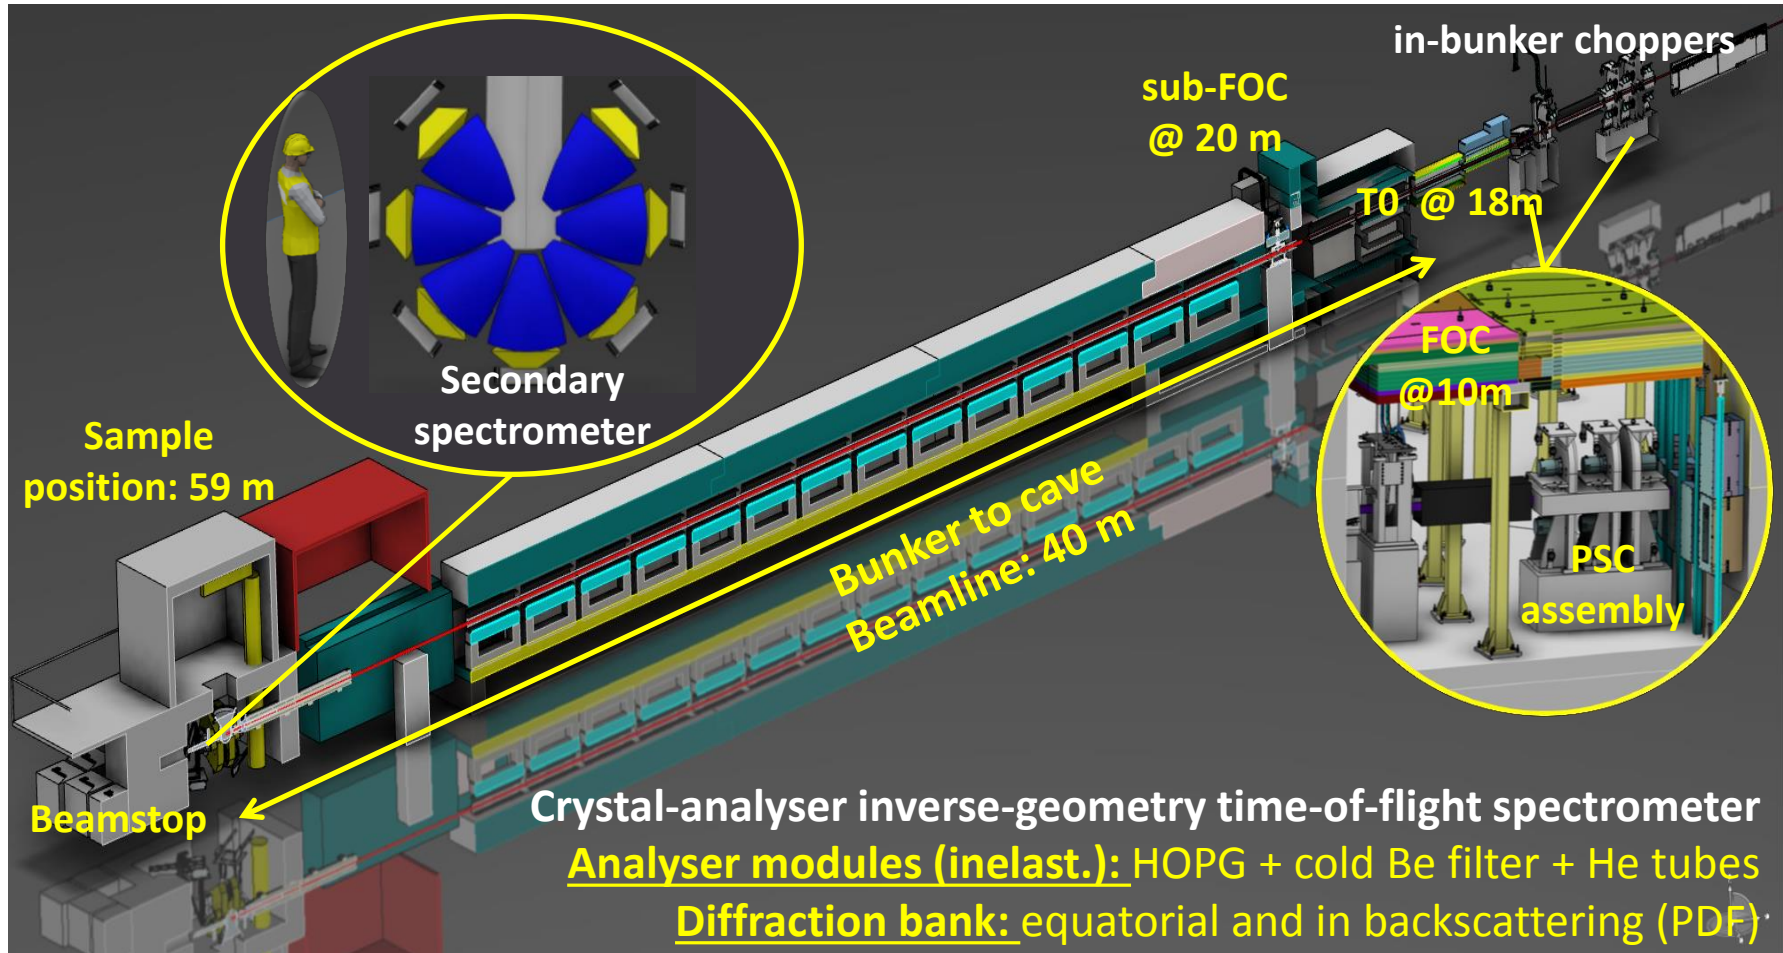 in-bunker choppers
sub-FOC
@ 20 m
T0 @ 18m
FOC
@10m
PSC
assembly
Secondary
spectrometer
Sample
position: 59 m
Bunker to cave
Beamline: 40 m
Beamstop
Crystal-analyser inverse-geometry time-of-flight spectrometer
Analyser modules (inelast.): HOPG + cold Be filter + He tubes
Diffraction bank: equatorial and in backscattering (PDF)